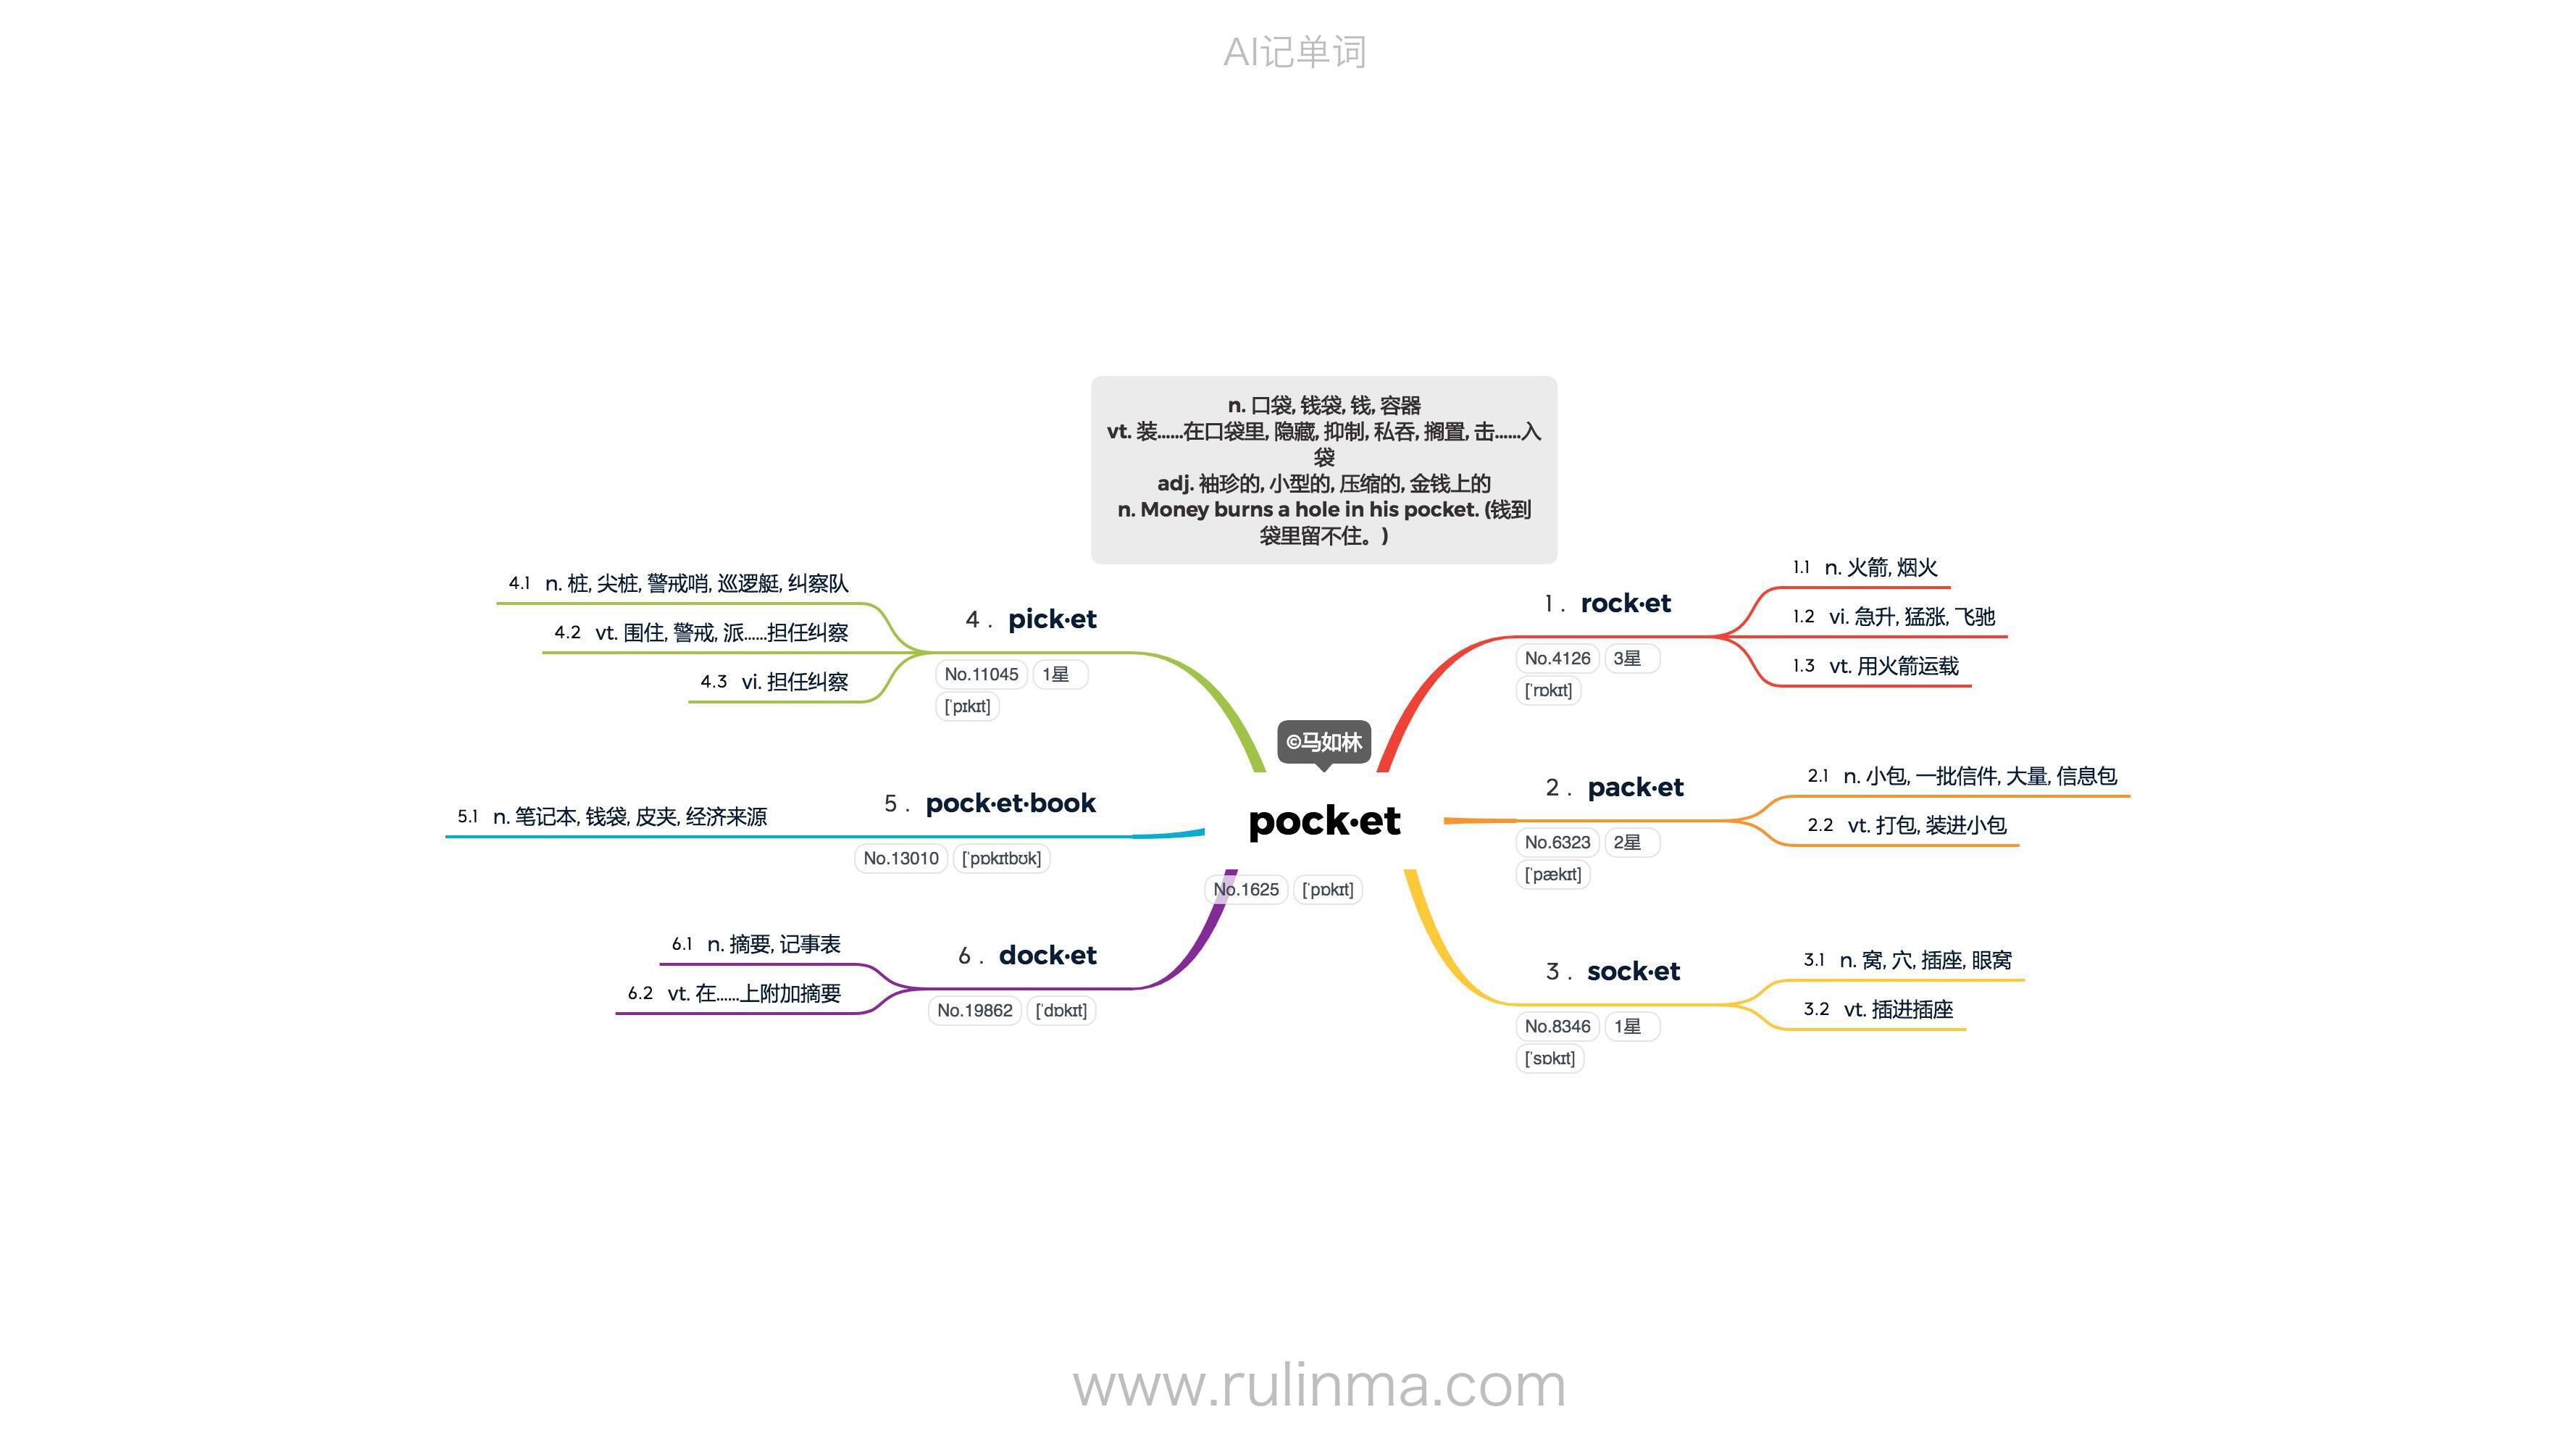 AI记单词
n. 口袋, 钱袋, 钱, 容器
vt. 装……在口袋里, 隐藏, 抑制, 私吞, 搁置, 击……入
袋
adj. 袖珍的, 小型的, 压缩的, 金钱上的
n. Money burns a hole in his pocket. (钱到
袋里留不住。)
©马如林
pock·et
No.1625 [ˈpɒkɪt]
1 . rock·et
No.4126 3星
[ˈrɒkɪt]
1.1 n. 火箭, 烟火
1.2 vi. 急升, 猛涨, 飞驰
1.3 vt. 用火箭运载
2 . pack·et
No.6323 2星
[ˈpækɪt]
2.1 n. 小包, 一批信件, 大量, 信息包
2.2 vt. 打包, 装进小包
3 . sock·et
No.8346 1星
[ˈsɒkɪt]
3.1 n. 窝, 穴, 插座, 眼窝
3.2 vt. 插进插座
4 . pick·et
No.11045 1星
[ˈpɪkɪt]
4.1 n. 桩, 尖桩, 警戒哨, 巡逻艇, 纠察队
4.2 vt. 围住, 警戒, 派……担任纠察
4.3 vi. 担任纠察
5 . pock·et·book
No.13010 [ˈpɒkɪtbʊk]
5.1 n. 笔记本, 钱袋, 皮夹, 经济来源
6 . dock·et
No.19862 [ˈdɒkɪt]
6.1 n. 摘要, 记事表
6.2 vt. 在……上附加摘要
www.rulinma.com